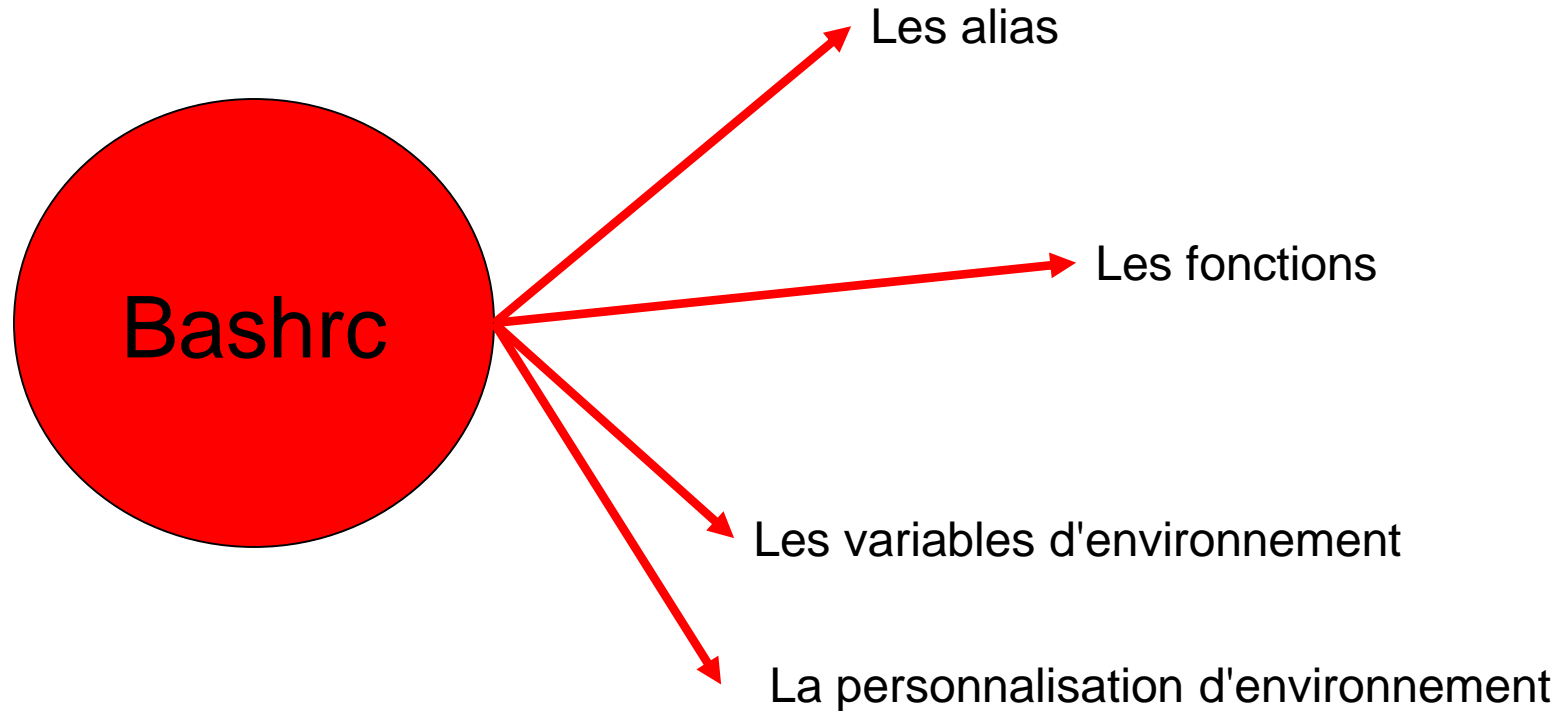 Les alias
Les fonctions
Bashrc
Les variables d'environnement
La personnalisation d'environnement